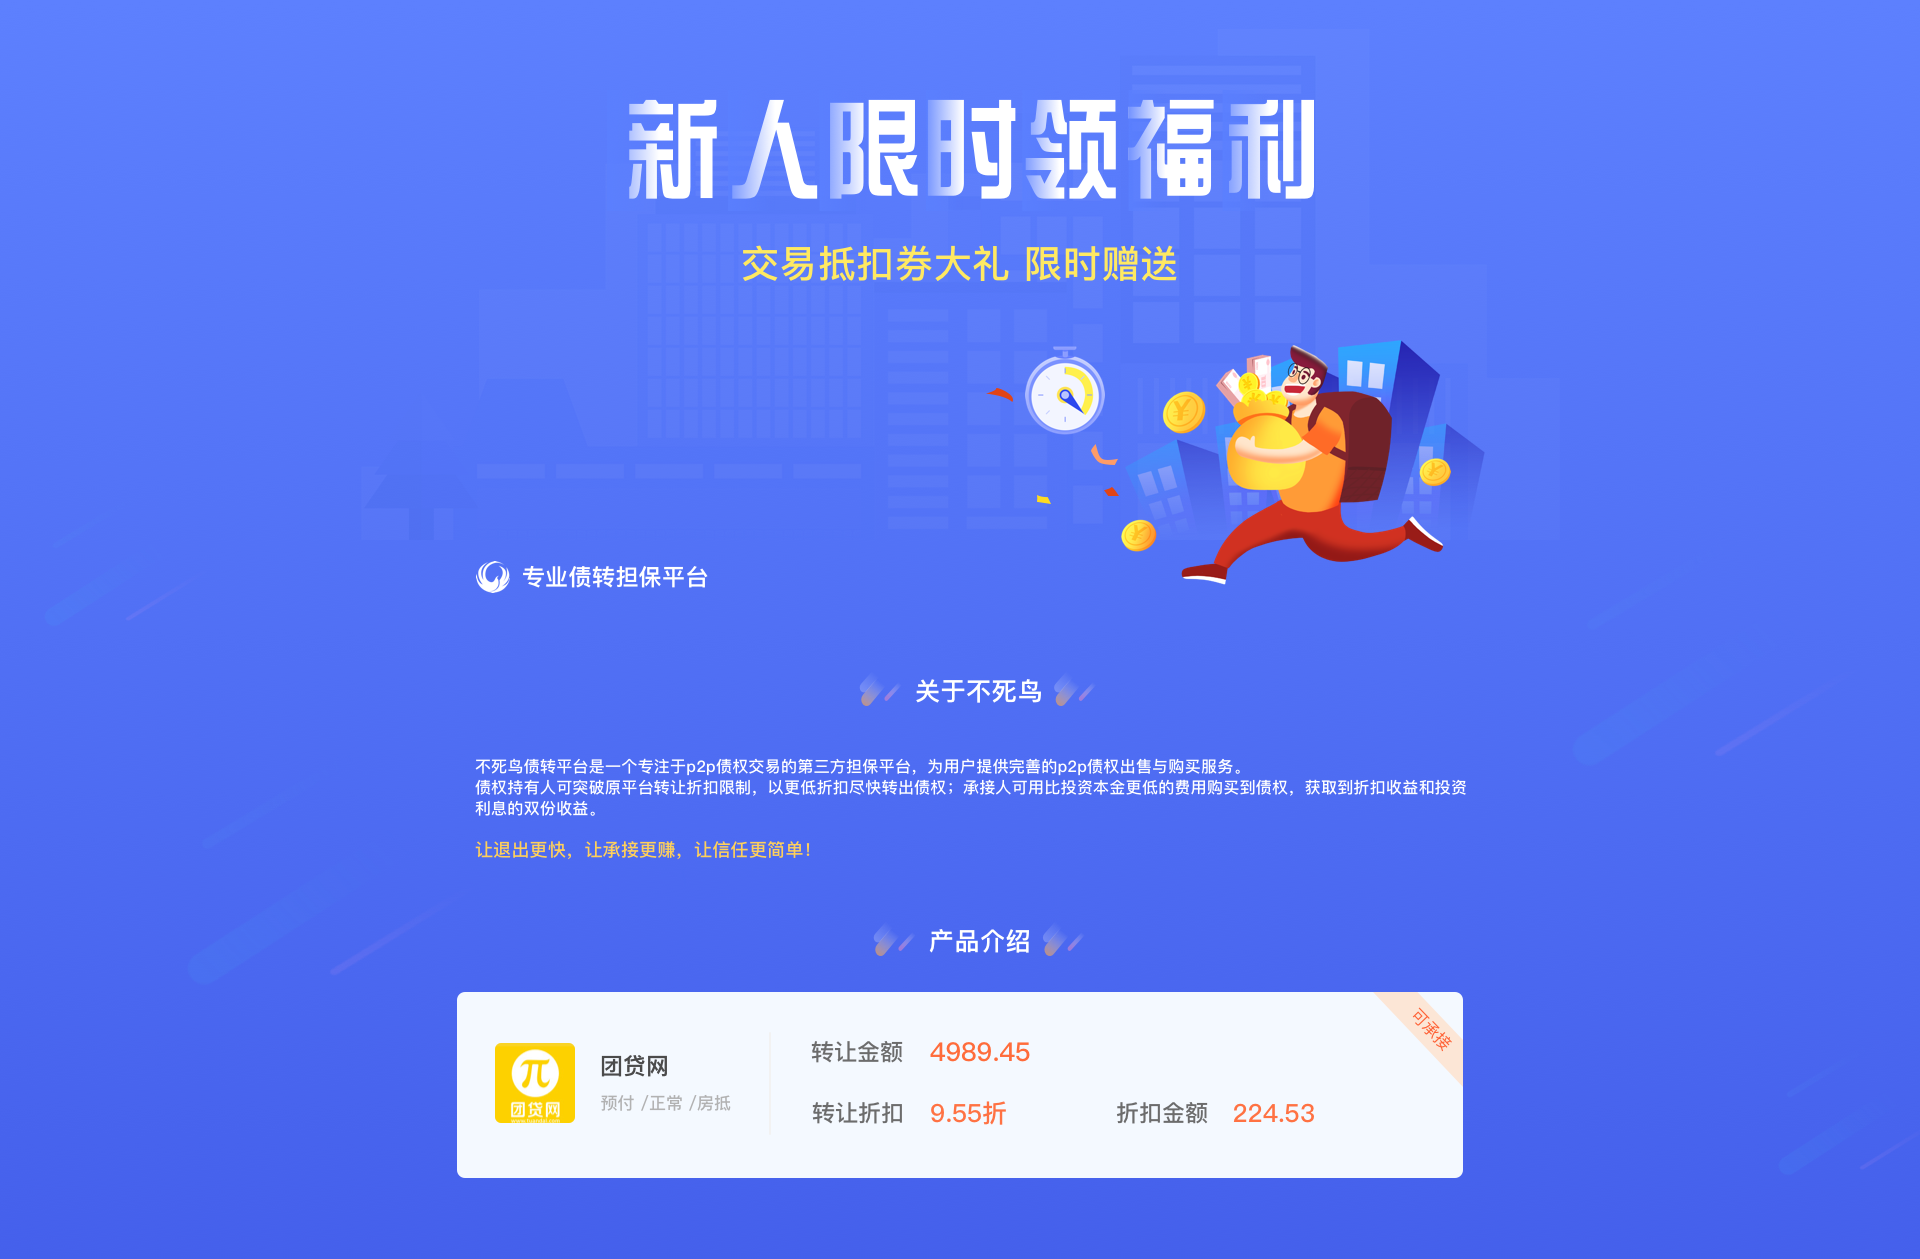 新人限时领福利
交易抵扣券大礼 限时赠送
专业债转担保平台
关于不死鸟
不死鸟债转平台是一个专注于p2p债权交易的第三方担保平台，为用户提供完善的p2p债权出售与购买服务。
债权持有人可突破原平台转让折扣限制，以更低折扣尽快转出债权；承接人可用比投资本金更低的费用购买到债权，获取到折扣收益和投资
利息的双份收益。
让退出更快，让承接更赚，让信任更简单！
产品介绍
可承接
团贷网
团贷网
预付 /正常 /房抵
转让金额 4989.45
转让折扣 9.55折
折扣金额 224.53